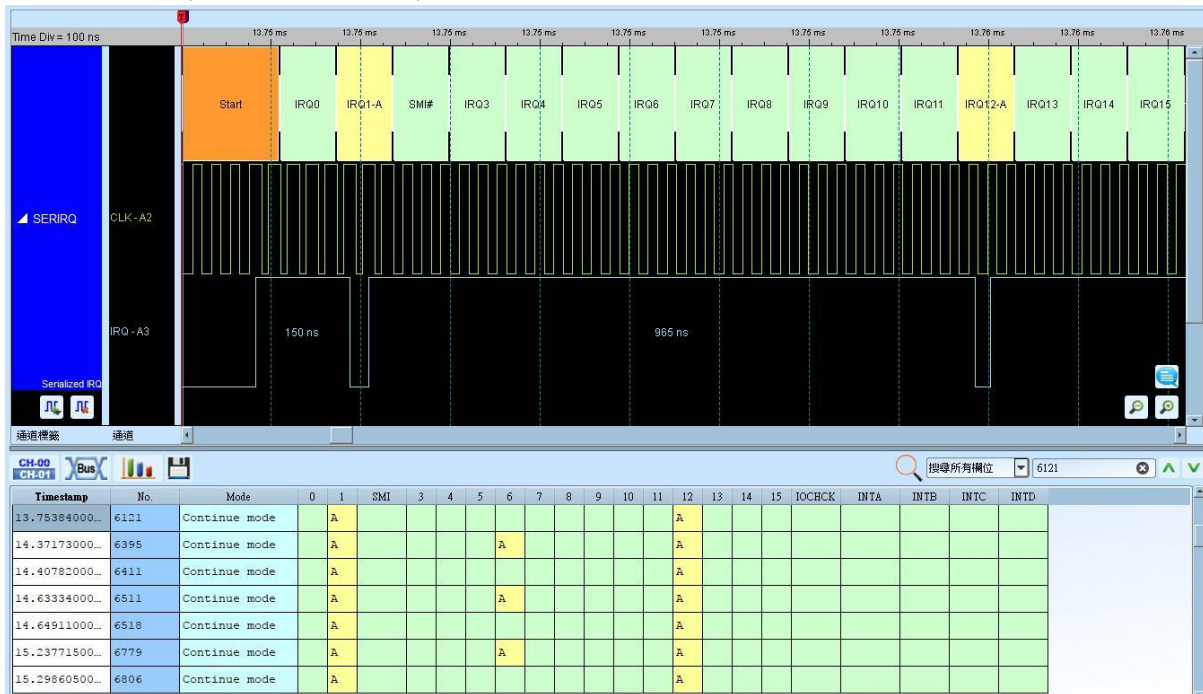 Time Div = 100 ns
13.75 ms 13.75 ms 13.75 ms 13.75 ms 13.75 ms 13.75 ms 13.75 ms 13.75 ms 13.76 ms 13.76 ms 13.76 ms
Start IRQ0 IRQ1-A SMI# IRQ3 IRQ4 IRQ5 IRQ6 IRQ7 IRQ8 IRQ9 IRQ10 IRQ11 IRQ12-A IRQ13 IRQ14 IRQ15
SERIRQ CLK - A2
IRQ - A3 150 ns 965 ns
Serialized IRQ
通道標籤 通道
CH-00
CH-01 Bus 搜尋所有欄位 6121
Timestamp No. Mode 0 1 SMI 3 4 5 6 7 8 9 10 11 12 13 14 15 IOCHCK INTA INTB INTC INTD
13.75384000... 6121 Continue mode A A
14.37173000... 6395 Continue mode A A A
14.40782000... 6411 Continue mode A A
14.63334000... 6511 Continue mode A A A
14.64911000... 6518 Continue mode A A
15.23771500... 6779 Continue mode A A A
15.29860500... 6806 Continue mode A A